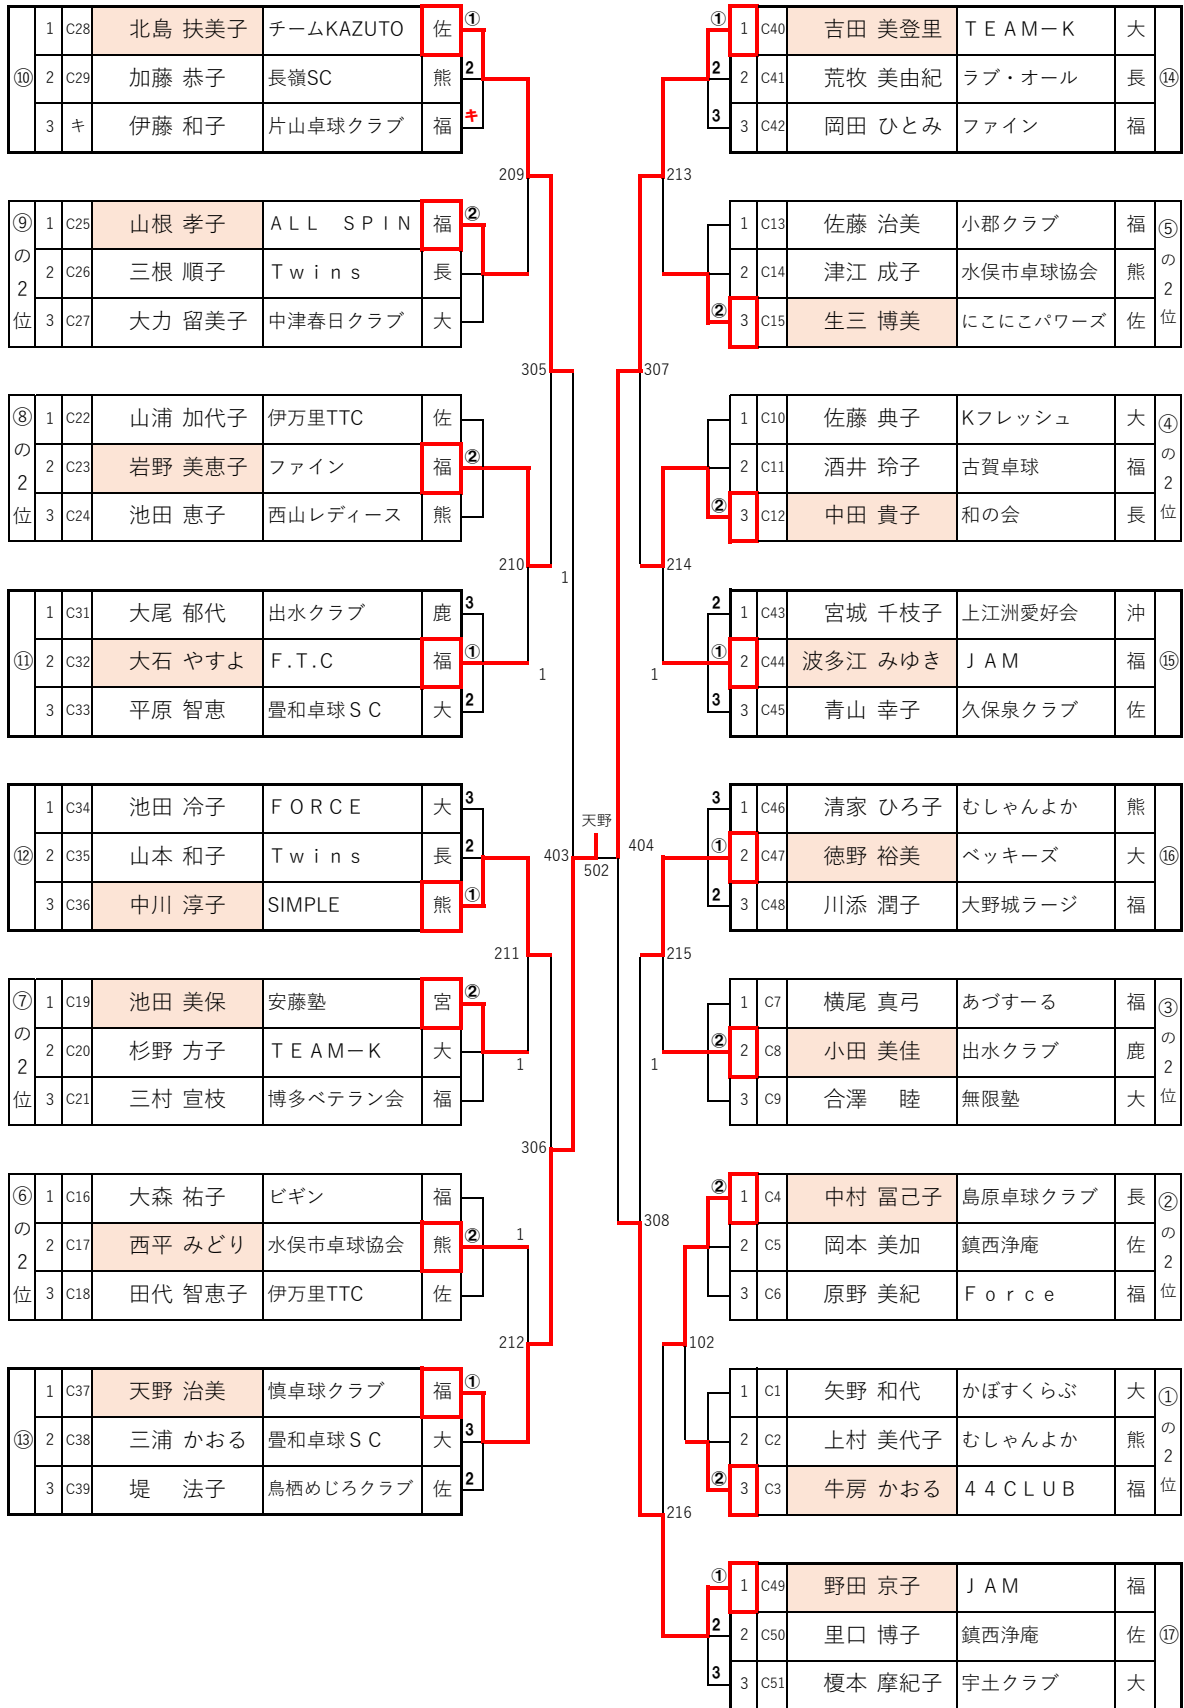 ⑩
1 C28 北島 扶美子 チームKAZUTO 佐 ①
2 C29 加藤 恭子 長嶺SC 熊 2
3 キ 伊藤 和子 片山卓球クラブ 福 キ
209
⑨の2位
1 C25 山根 孝子 ALL SPIN 福 ②
2 C26 三根 順子 Twins 長
3 C27 大力 留美子 中津春日クラブ 大
305
⑧の2位
1 C22 山浦 加代子 伊万里TTC 佐
2 C23 岩野 美恵子 ファイン 福 ②
3 C24 池田 恵子 西山レディース 熊
210
1
⑪
1 C31 大尾 郁代 出水クラブ 鹿 3
2 C32 大石 やすよ F.T.C 福 ①
3 C33 平原 智恵 畳和卓球SC 大 2
1
⑫
1 C34 池田 冷子 FORCE 大 3
2 C35 山本 和子 Twins 長 2
3 C36 中川 淳子 SIMPLE 熊 ①
403
天野
502
404
211
⑦の2位
1 C19 池田 美保 安藤塾 宮 ②
2 C20 杉野 方子 TEAM－K 大
3 C21 三村 宣枝 博多ベテラン会 福
1
306
⑥の2位
1 C16 大森 祐子 ビギン 福
2 C17 西平 みどり 水俣市卓球協会 熊 ②
3 C18 田代 智恵子 伊万里TTC 佐
1
212
⑬
1 C37 天野 治美 慎卓球クラブ 福 ①
2 C38 三浦 かおる 畳和卓球SC 大 3
3 C39 堤 法子 鳥栖めじろクラブ 佐 2
① 1 C40 吉田 美登里 TEAM－K 大
2 2 C41 荒牧 美由紀 ラブ・オール 長
3 3 C42 岡田 ひとみ ファイン 福
⑭
213
1 C13 佐藤 治美 小郡クラブ 福
2 C14 津江 成子 水俣市卓球協会 熊
② 3 C15 生三 博美 にこにこパワーズ 佐
⑤の2位
307
1 C10 佐藤 典子 Kフレッシュ 大
2 C11 酒井 玲子 古賀卓球 福
② 3 C12 中田 貴子 和の会 長
④の2位
214
2 1 C43 宮城 千枝子 上江洲愛好会 沖
① 2 C44 波多江 みゆき JAM 福
3 3 C45 青山 幸子 久保泉クラブ 佐
⑮
1
3 1 C46 清家 ひろ子 むしゃんよか 熊
① 2 C47 徳野 裕美 ベッキーズ 大
2 3 C48 川添 潤子 大野城ラージ 福
⑯
215
1 C7 横尾 真弓 あづすーる 福
② 2 C8 小田 美佳 出水クラブ 鹿
3 C9 合澤 睦 無限塾 大
③の2位
1
308
② 1 C4 中村 冨己子 島原卓球クラブ 長
2 C5 岡本 美加 鎮西浄庵 佐
3 C6 原野 美紀 Force 福
②の2位
102
1 C1 矢野 和代 かぼすくらぶ 大
2 C2 上村 美代子 むしゃんよか 熊
② 3 C3 牛房 かおる 44CLUB 福
①の2位
216
① 1 C49 野田 京子 JAM 福
2 2 C50 里口 博子 鎮西浄庵 佐
3 3 C51 榎本 摩紀子 宇土クラブ 大
⑰